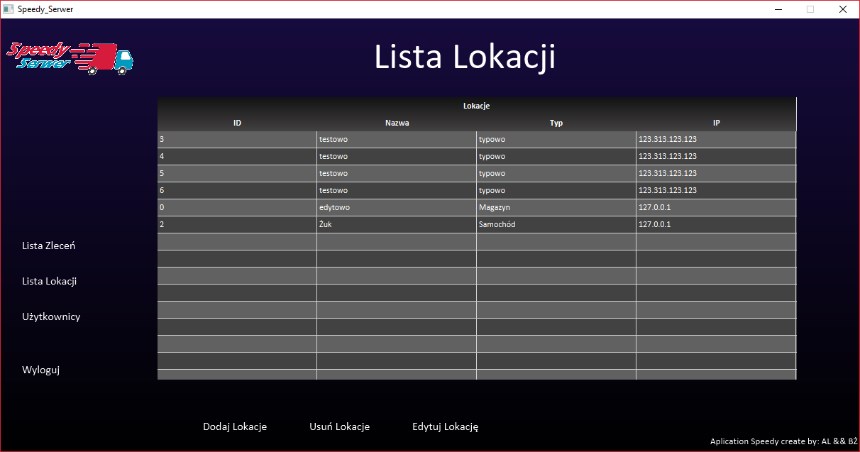 Speedy_Serwer
Speedy
Serwer
Lista Lokacji
Lokacje
ID Nazwa Typ IP
3 testowo typowo 123.313.123.123
4 testowo typowo 123.313.123.123
5 testowo typowo 123.313.123.123
6 testowo typowo 123.313.123.123
0 edytowo Magazyn 127.0.0.1
2 Żuk Samochód 127.0.0.1
Lista Zleceń
Lista Lokacji
Użytkownicy
Wyloguj
Dodaj Lokacje Usuń Lokacje Edytuj Lokację
Aplication Speedy create by: AL && BŻ